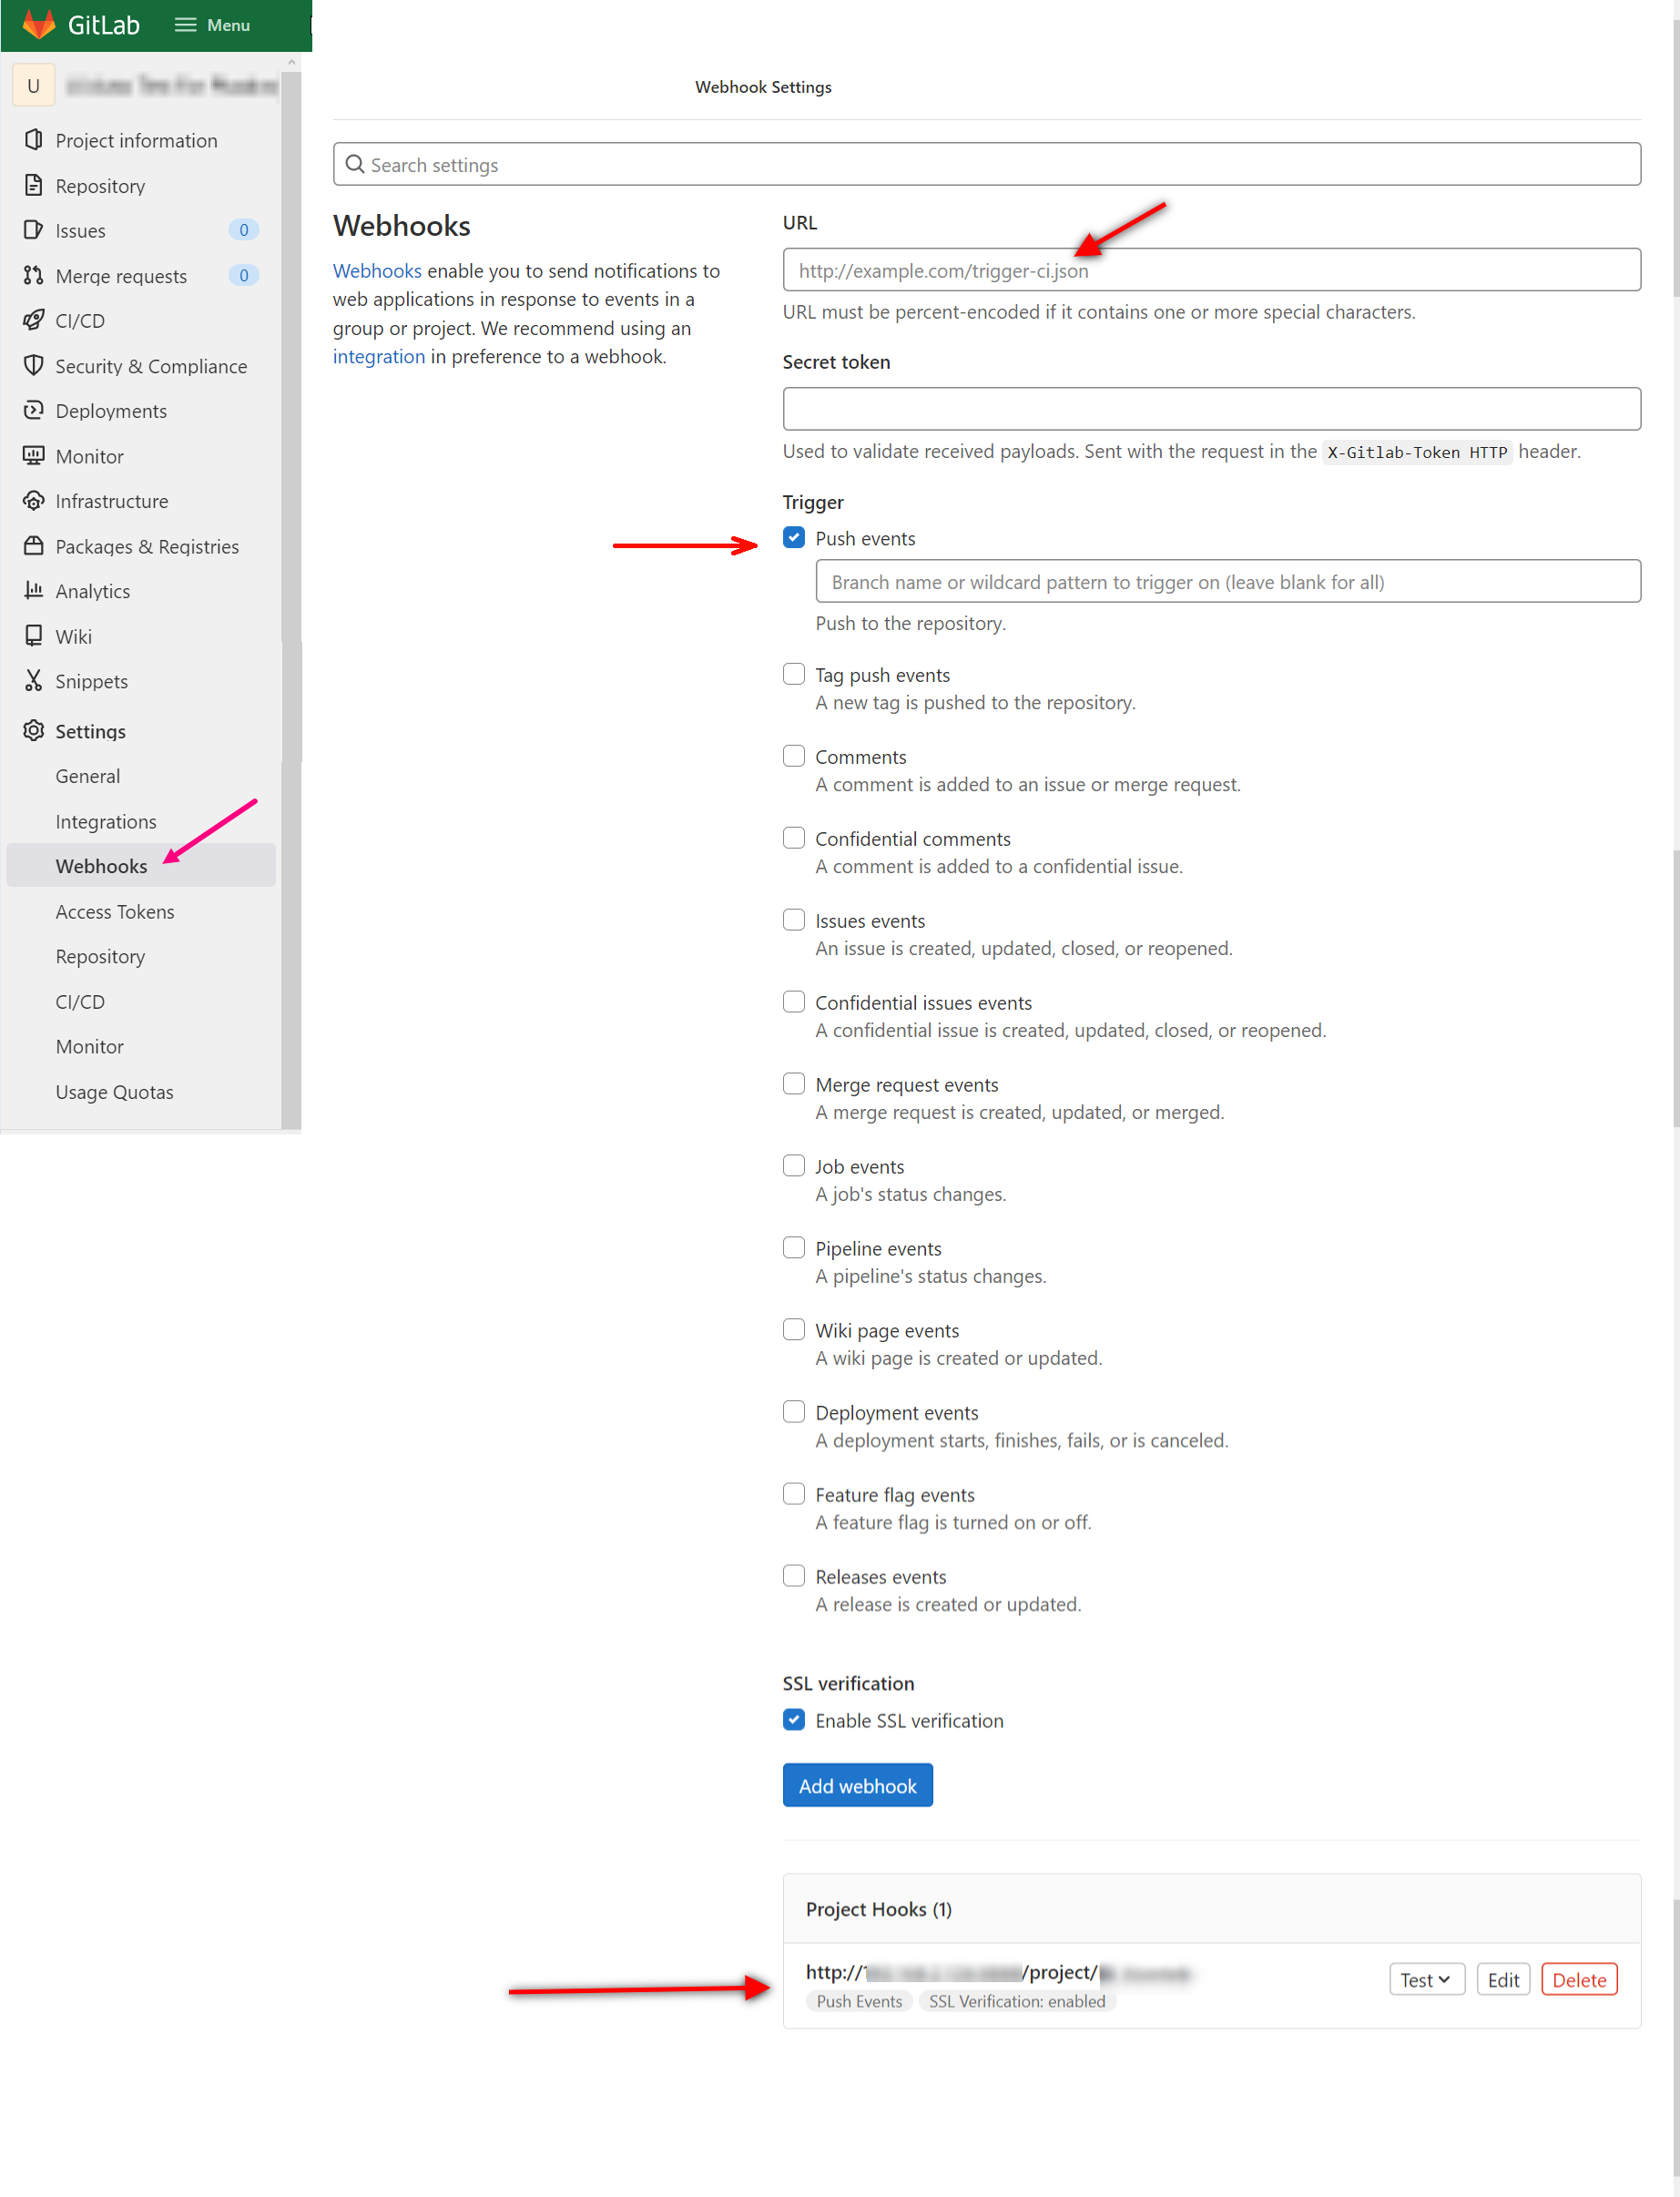 GitLab
Menu
U
Project information
Repository
Issues
0
Merge requests
0
CI/CD
Security & Compliance
Deployments
Monitor
Infrastructure
Packages & Registries
Analytics
Wiki
Snippets
Settings
General
Integrations
Webhooks
Access Tokens
Repository
CI/CD
Monitor
Usage Quotas
Webhook Settings
Search settings
Webhooks
Webhooks enable you to send notifications to
web applications in response to events in a
group or project. We recommend using an
integration in preference to a webhook.
URL
http://example.com/trigger-ci.json
URL must be percent-encoded if it contains one or more special characters.
Secret token
Used to validate received payloads. Sent with the request in the X-Gitlab-Token HTTP header.
Trigger
Push events
Branch name or wildcard pattern to trigger on (leave blank for all)
Push to the repository.
Tag push events
A new tag is pushed to the repository.
Comments
A comment is added to an issue or merge request.
Confidential comments
A comment is added to a confidential issue.
Issues events
An issue is created, updated, closed, or reopened.
Confidential issues events
A confidential issue is created, updated, closed, or reopened.
Merge request events
A merge request is created, updated, or merged.
Job events
A job's status changes.
Pipeline events
A pipeline's status changes.
Wiki page events
A wiki page is created or updated.
Deployment events
A deployment starts, finishes, fails, or is canceled.
Feature flag events
A feature flag is turned on or off.
Releases events
A release is created or updated.
SSL verification
Enable SSL verification
Add webhook
Project Hooks (1)
http:// /project/
Test
Edit
Delete
Push Events
SSL Verification: enabled